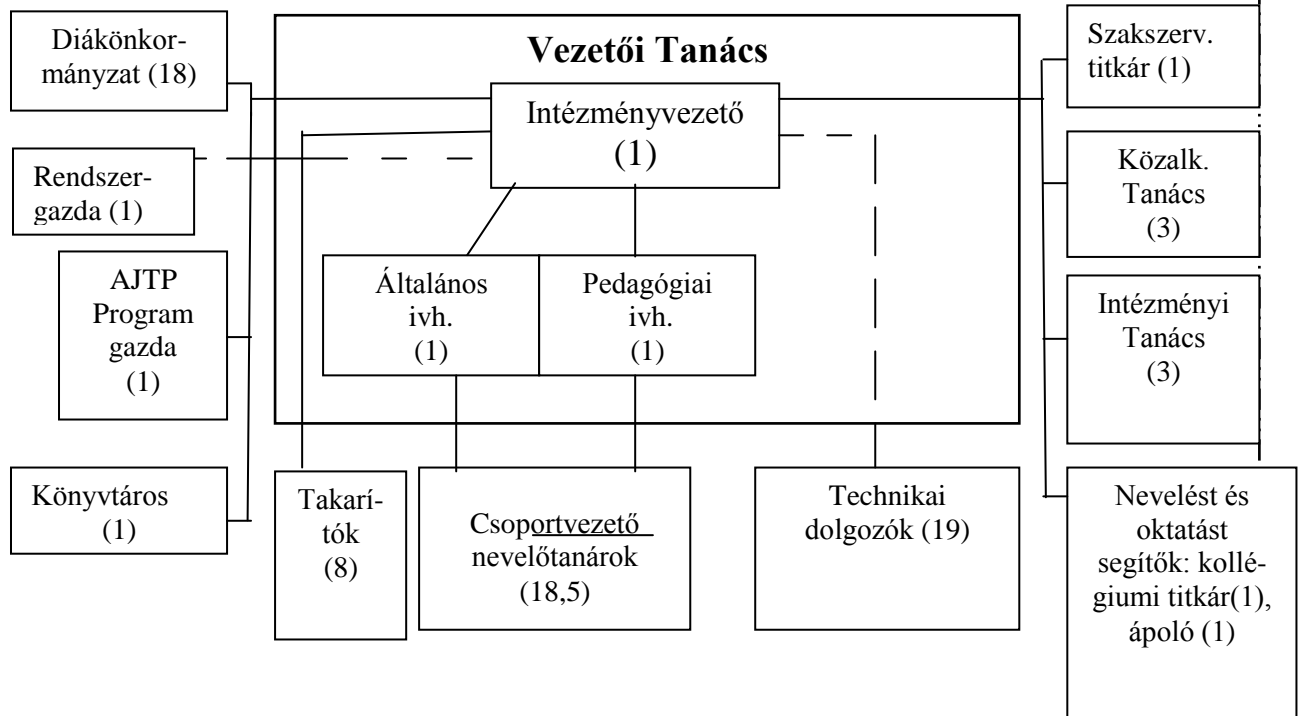 Diákönkor-
mányzat (18)
Vezetői Tanács
Szakszerv.
titkár (1)
Intézményvezető
(1)
Rendszer-
gazda (1)
Közalk.
Tanács
(3)
AJTP
Program
gazda
(1)
Általános
ivh.
(1)
Pedagógiai
ivh.
(1)
Intézményi
Tanács
(3)
Könyvtáros
(1)
Takarí-
tók
(8)
Csoportvezető
nevelőtanárok
(18,5)
Technikai
dolgozók (19)
Nevelést és
oktatást
segítők: kollé-
giumi titkár(1),
ápoló (1)